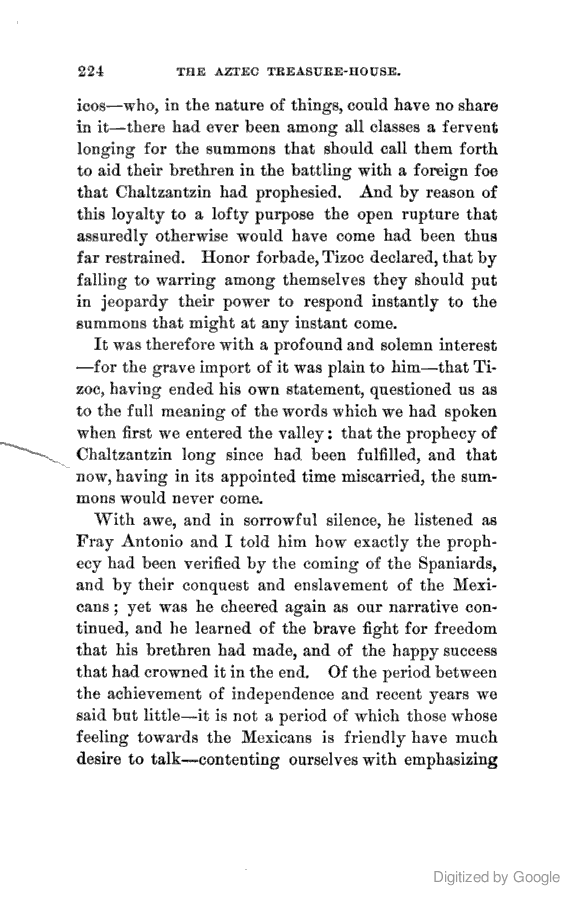 224 THE AZTEC TREASURE-HOUSE.
icos—who, in the nature of things, could have no share
in it—there had ever been among all classes a fervent
longing for the summons that should call them forth
to aid their brethren in the battling with a foreign foe
that Chaltzantzin had prophesied. And by reason of
this loyalty to a lofty purpose the open rupture that
assuredly otherwise would have come had been thus
far restrained. Honor forbade, Tizoc declared, that by
falling to warring among themselves they should put
in jeopardy their power to respond instantly to the
summons that might at any instant come.
It was therefore with a profound and solemn interest
—for the grave import of it was plain to him—that Ti-
zoc, having ended his own statement, questioned us as
to the full meaning of the words which we had spoken
when first we entered the valley: that the prophecy of
Chaltzantzin long since had been fulfilled, and that
now, having in its appointed time miscarried, the sum-
mons would never come.
With awe, and in sorrowful silence, he listened as
Fray Antonio and I told him how exactly the proph-
ecy had been verified by the coming of the Spaniards,
and by their conquest and enslavement of the Mexi-
cans; yet was he cheered again as our narrative con-
tinued, and he learned of the brave fight for freedom
that his brethren had made, and of the happy success
that had crowned it in the end. Of the period between
the achievement of independence and recent years we
said but little—it is not a period of which those whose
feeling towards the Mexicans is friendly have much
desire to talk—contenting ourselves with emphasizing
Digitized by Google